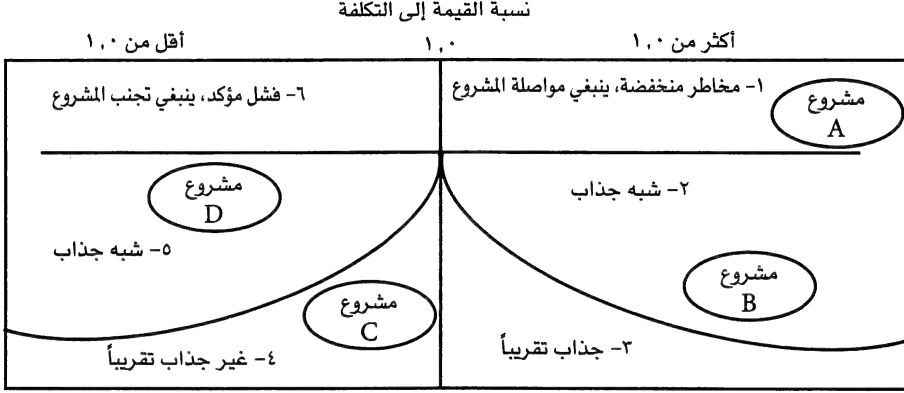 نسبة القيمة إلى التكلفة
أكثر من ١,٠
١,٠
أقل من ١,٠
١- مخاطر منخفضة، ينبغي مواصلة المشروع
مشروع
A
٦- فشل مؤكد، ينبغي تجنب المشروع
٢- شبه جذاب
مشروع
D
٥- شبه جذاب
مشروع
B
مشروع
C
٣- جذاب تقريباً
٤- غير جذاب تقريباً